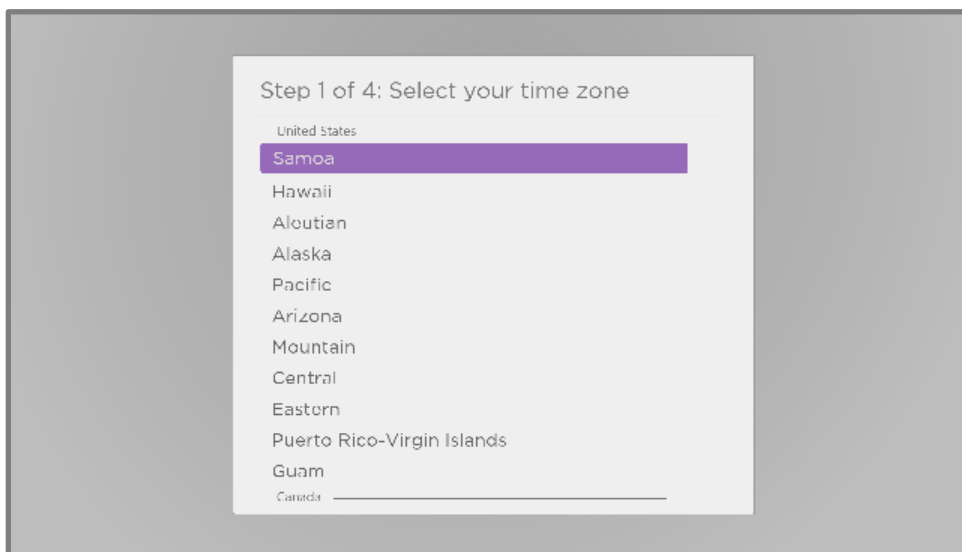 Step 1 of 4: Select your time zone
United States
Samoa
Hawaii
Aleutian
Alaska
Pacific
Arizona
Mountain
Central
Eastern
Puerto Rico-Virgin Islands
Guam
Canada